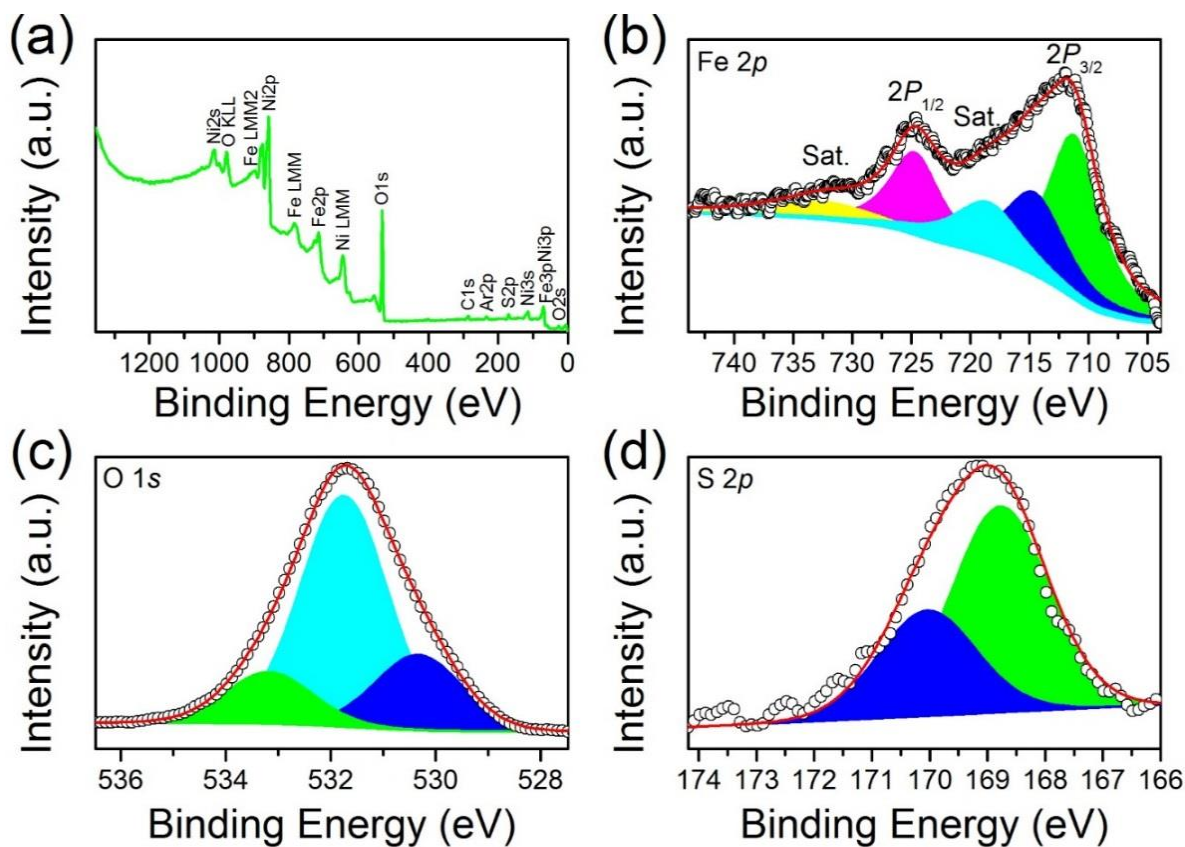 (a)
Intensity (a.u.)
Ni2s
O KLL
Fe LMM2
Ni2p
Fe LMM
Fe2p
Ni LMM
O1s
C1s
Ar2p
S2p
Ni3s
Fe3pNi3p
O2s
1200 1000 800 600 400 200 0
Binding Energy (eV)
(b)
Intensity (a.u.)
Fe 2p
Sat.
2P1/2
Sat.
2P3/2
740 735 730 725 720 715 710 705
Binding Energy (eV)
(c)
Intensity (a.u.)
O 1s
536 534 532 530 528
Binding Energy (eV)
(d)
Intensity (a.u.)
S 2p
174 173 172 171 170 169 168 167 166
Binding Energy (eV)